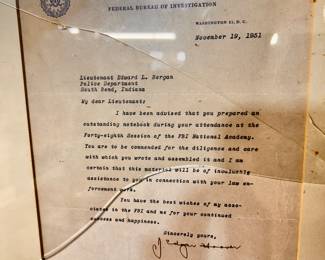 FEDERAL BUREAU OF INVESTIGATION
WASHINGTON 25, D. C.
November 19, 1951
Lieutenant Edward L. Horgan
Police Department
South Bend, Indiana
My dear Lieutenant:
I have been advised that you prepared an
outstanding notebook during your attendance at the
Forty-eighth Session of the FBI National Academy.
You are to be commended for the diligence and care
with which you wrote and assembled it and I am
certain that this material will be of invaluable
assistance to you in connection with your law en-
forcement work.
You have the best wishes of my asso-
ciates in the FBI and me for your continued
success and happiness.
Sincerely yours,
J. Edgar Hoover